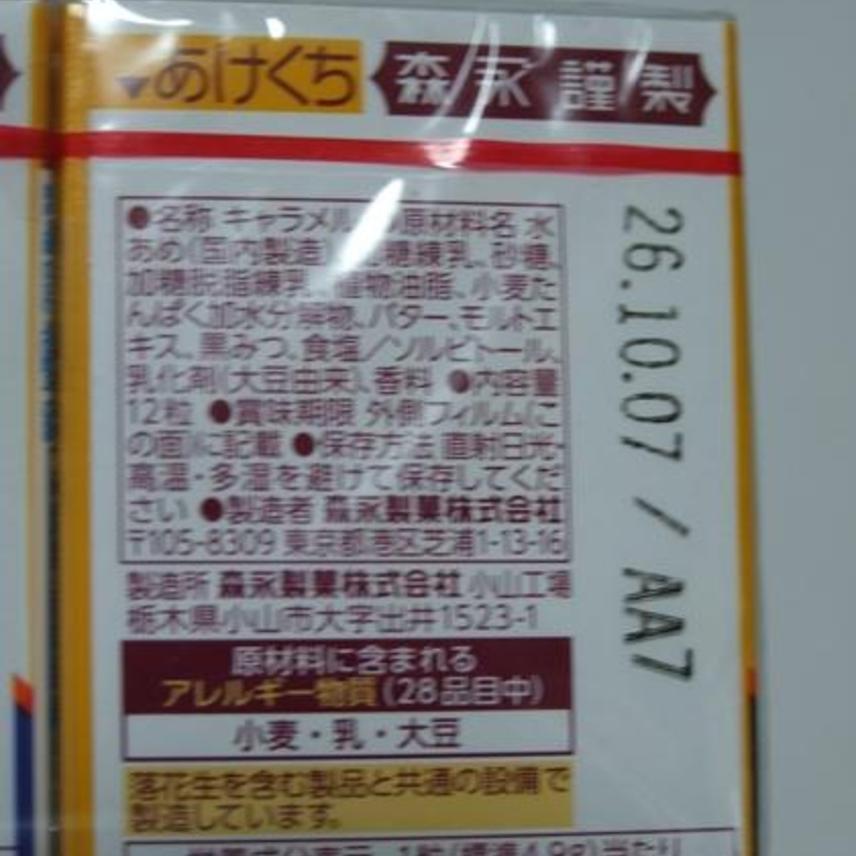 ▼あけくち
森永謹製
●名称 キャラメル ●原材料名 水
あめ(国内製造)、加糖練乳、砂糖、
加糖脱脂練乳、植物油脂、小麦た
んぱく加水分解物、バター、モルトエ
キス、黒みつ、食塩/ソルビトール、
乳化剤(大豆由来)、香料 ●内容量
12粒 ●賞味期限 外側フィルム(こ
の面)に記載 ●保存方法 直射日光・
高温・多湿を避けて保存してくだ
さい ●製造者 森永製菓株式会社
〒105-8309 東京都港区芝浦1-13-16
製造所 森永製菓株式会社 小山工場
栃木県小山市大字出井1523-1
原材料に含まれる
アレルギー物質(28品目中)
小麦・乳・大豆
落花生を含む製品と共通の設備で
製造しています。
1粒(標準4.9g)当たり
26.10.07 / AA7